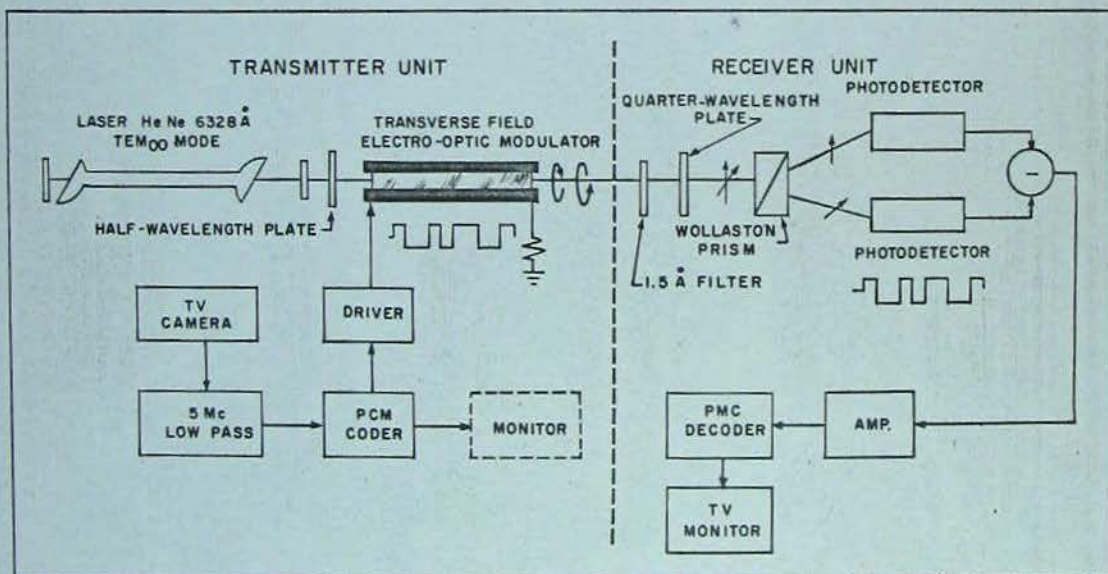 TRANSMITTER UNIT
RECEIVER UNIT
LASER HeNe 6328 Å
TEM₀₀ MODE
TRANSVERSE FIELD
ELECTRO-OPTIC MODULATOR
QUARTER-WAVELENGTH
PLATE
PHOTODETECTOR
HALF-WAVELENGTH PLATE
WOLLASTON
PRISM
PHOTODETECTOR
1.5 Å FILTER
−
TV
CAMERA
DRIVER
5 Mc
LOW PASS
PCM
CODER
MONITOR
PMC
DECODER
AMP.
TV
MONITOR